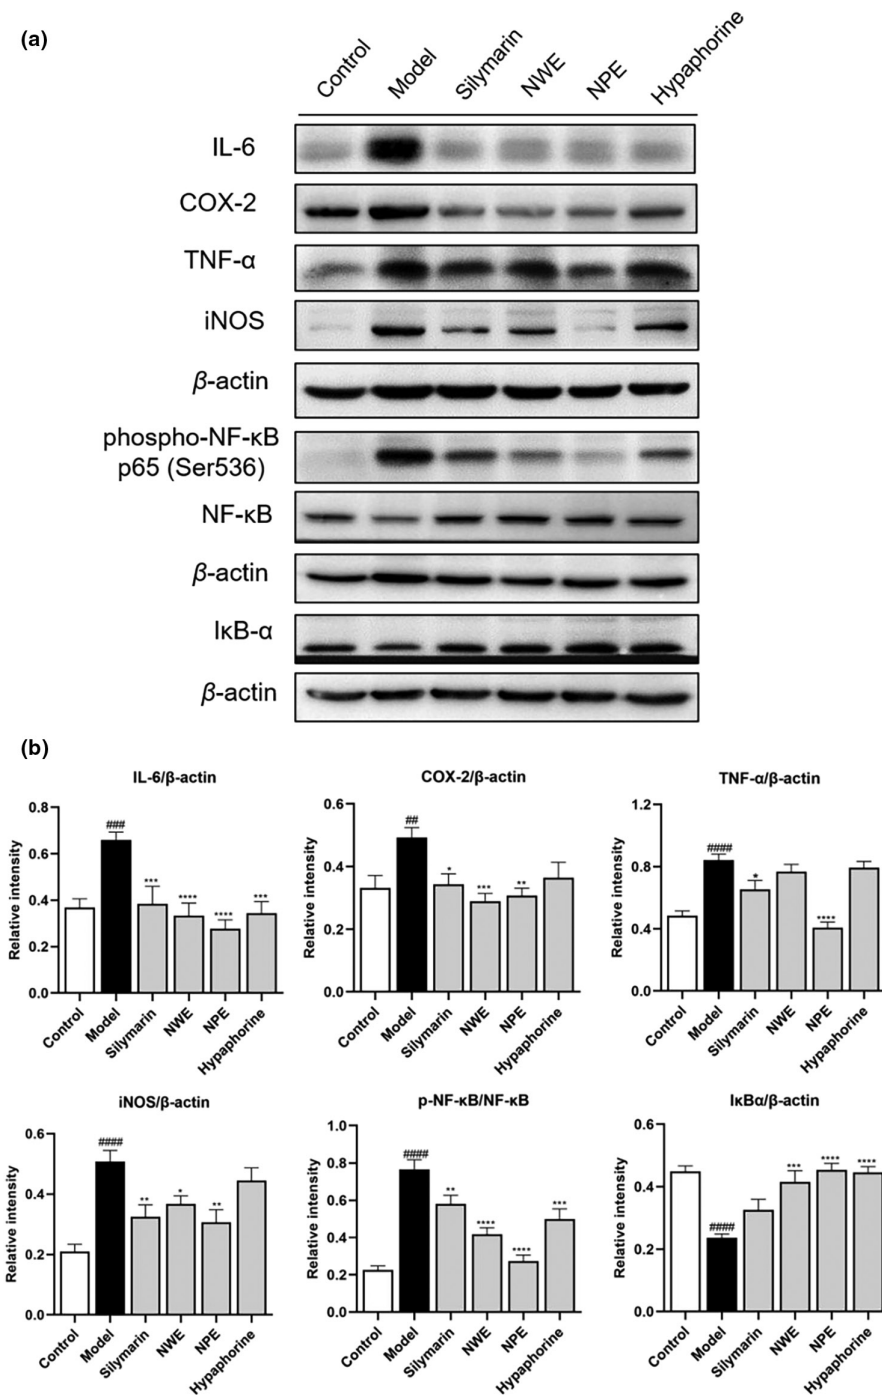 (a)
Control Model Silymarin NWE NPE Hypaphorine
IL-6
COX-2
TNF-α
iNOS
β-actin
phospho-NF-κB
p65 (Ser536)
NF-κB
β-actin
IκB-α
β-actin
(b)
IL-6/β-actin
Relative intensity
0.8
0.6
0.4
0.2
0.0
###
***
****
****
***
Control Model Silymarin NWE NPE Hypaphorine
COX-2/β-actin
Relative intensity
0.6
0.4
0.2
0.0
##
*
***
**
Control Model Silymarin NWE NPE Hypaphorine
TNF-α/β-actin
Relative intensity
1.2
0.8
0.4
0.0
####
*
****
Control Model Silymarin NWE NPE Hypaphorine
iNOS/β-actin
Relative intensity
0.6
0.4
0.2
0.0
####
**
*
**
Control Model Silymarin NWE NPE Hypaphorine
p-NF-κB/NF-κB
Relative intensity
1.0
0.8
0.6
0.4
0.2
0.0
####
**
****
****
***
Control Model Silymarin NWE NPE Hypaphorine
IκBα/β-actin
Relative intensity
0.6
0.4
0.2
0.0
####
***
****
****
Control Model Silymarin NWE NPE Hypaphorine